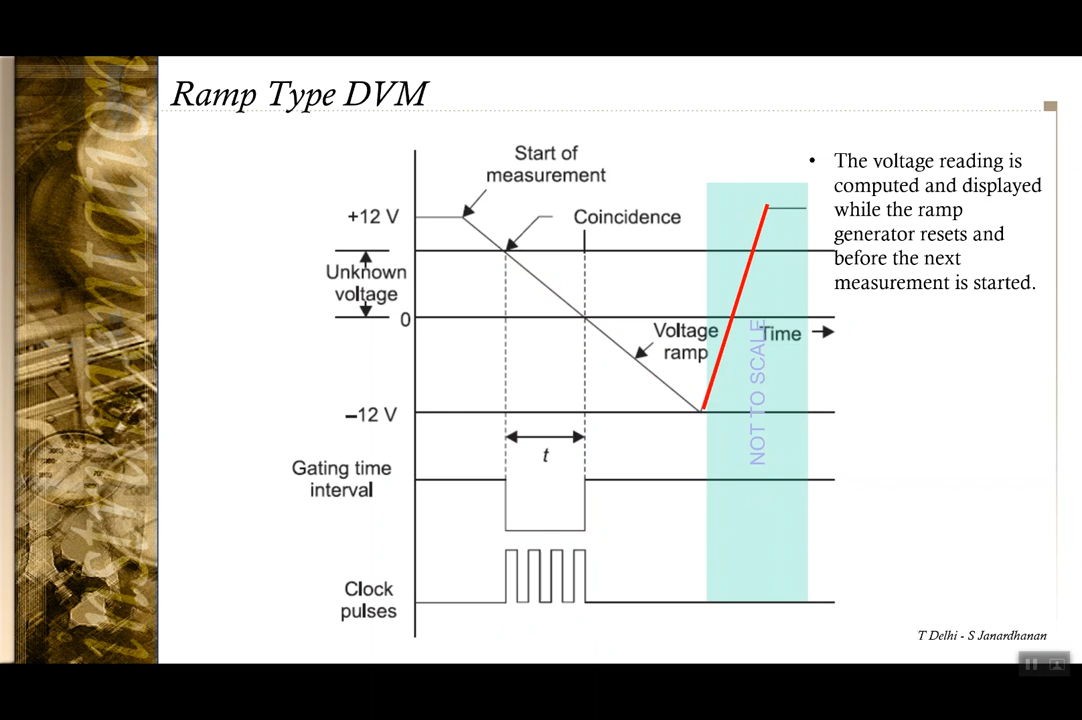 instrumentation
Ramp Type DVM
Start of
measurement
+12 V
Coincidence
Unknown
voltage
0
Voltage
ramp
Time
NOT TO SCALE
–12 V
t
Gating time
interval
Clock
pulses
• The voltage reading is
computed and displayed
while the ramp
generator resets and
before the next
measurement is started.
T Delhi - S Janardhanan